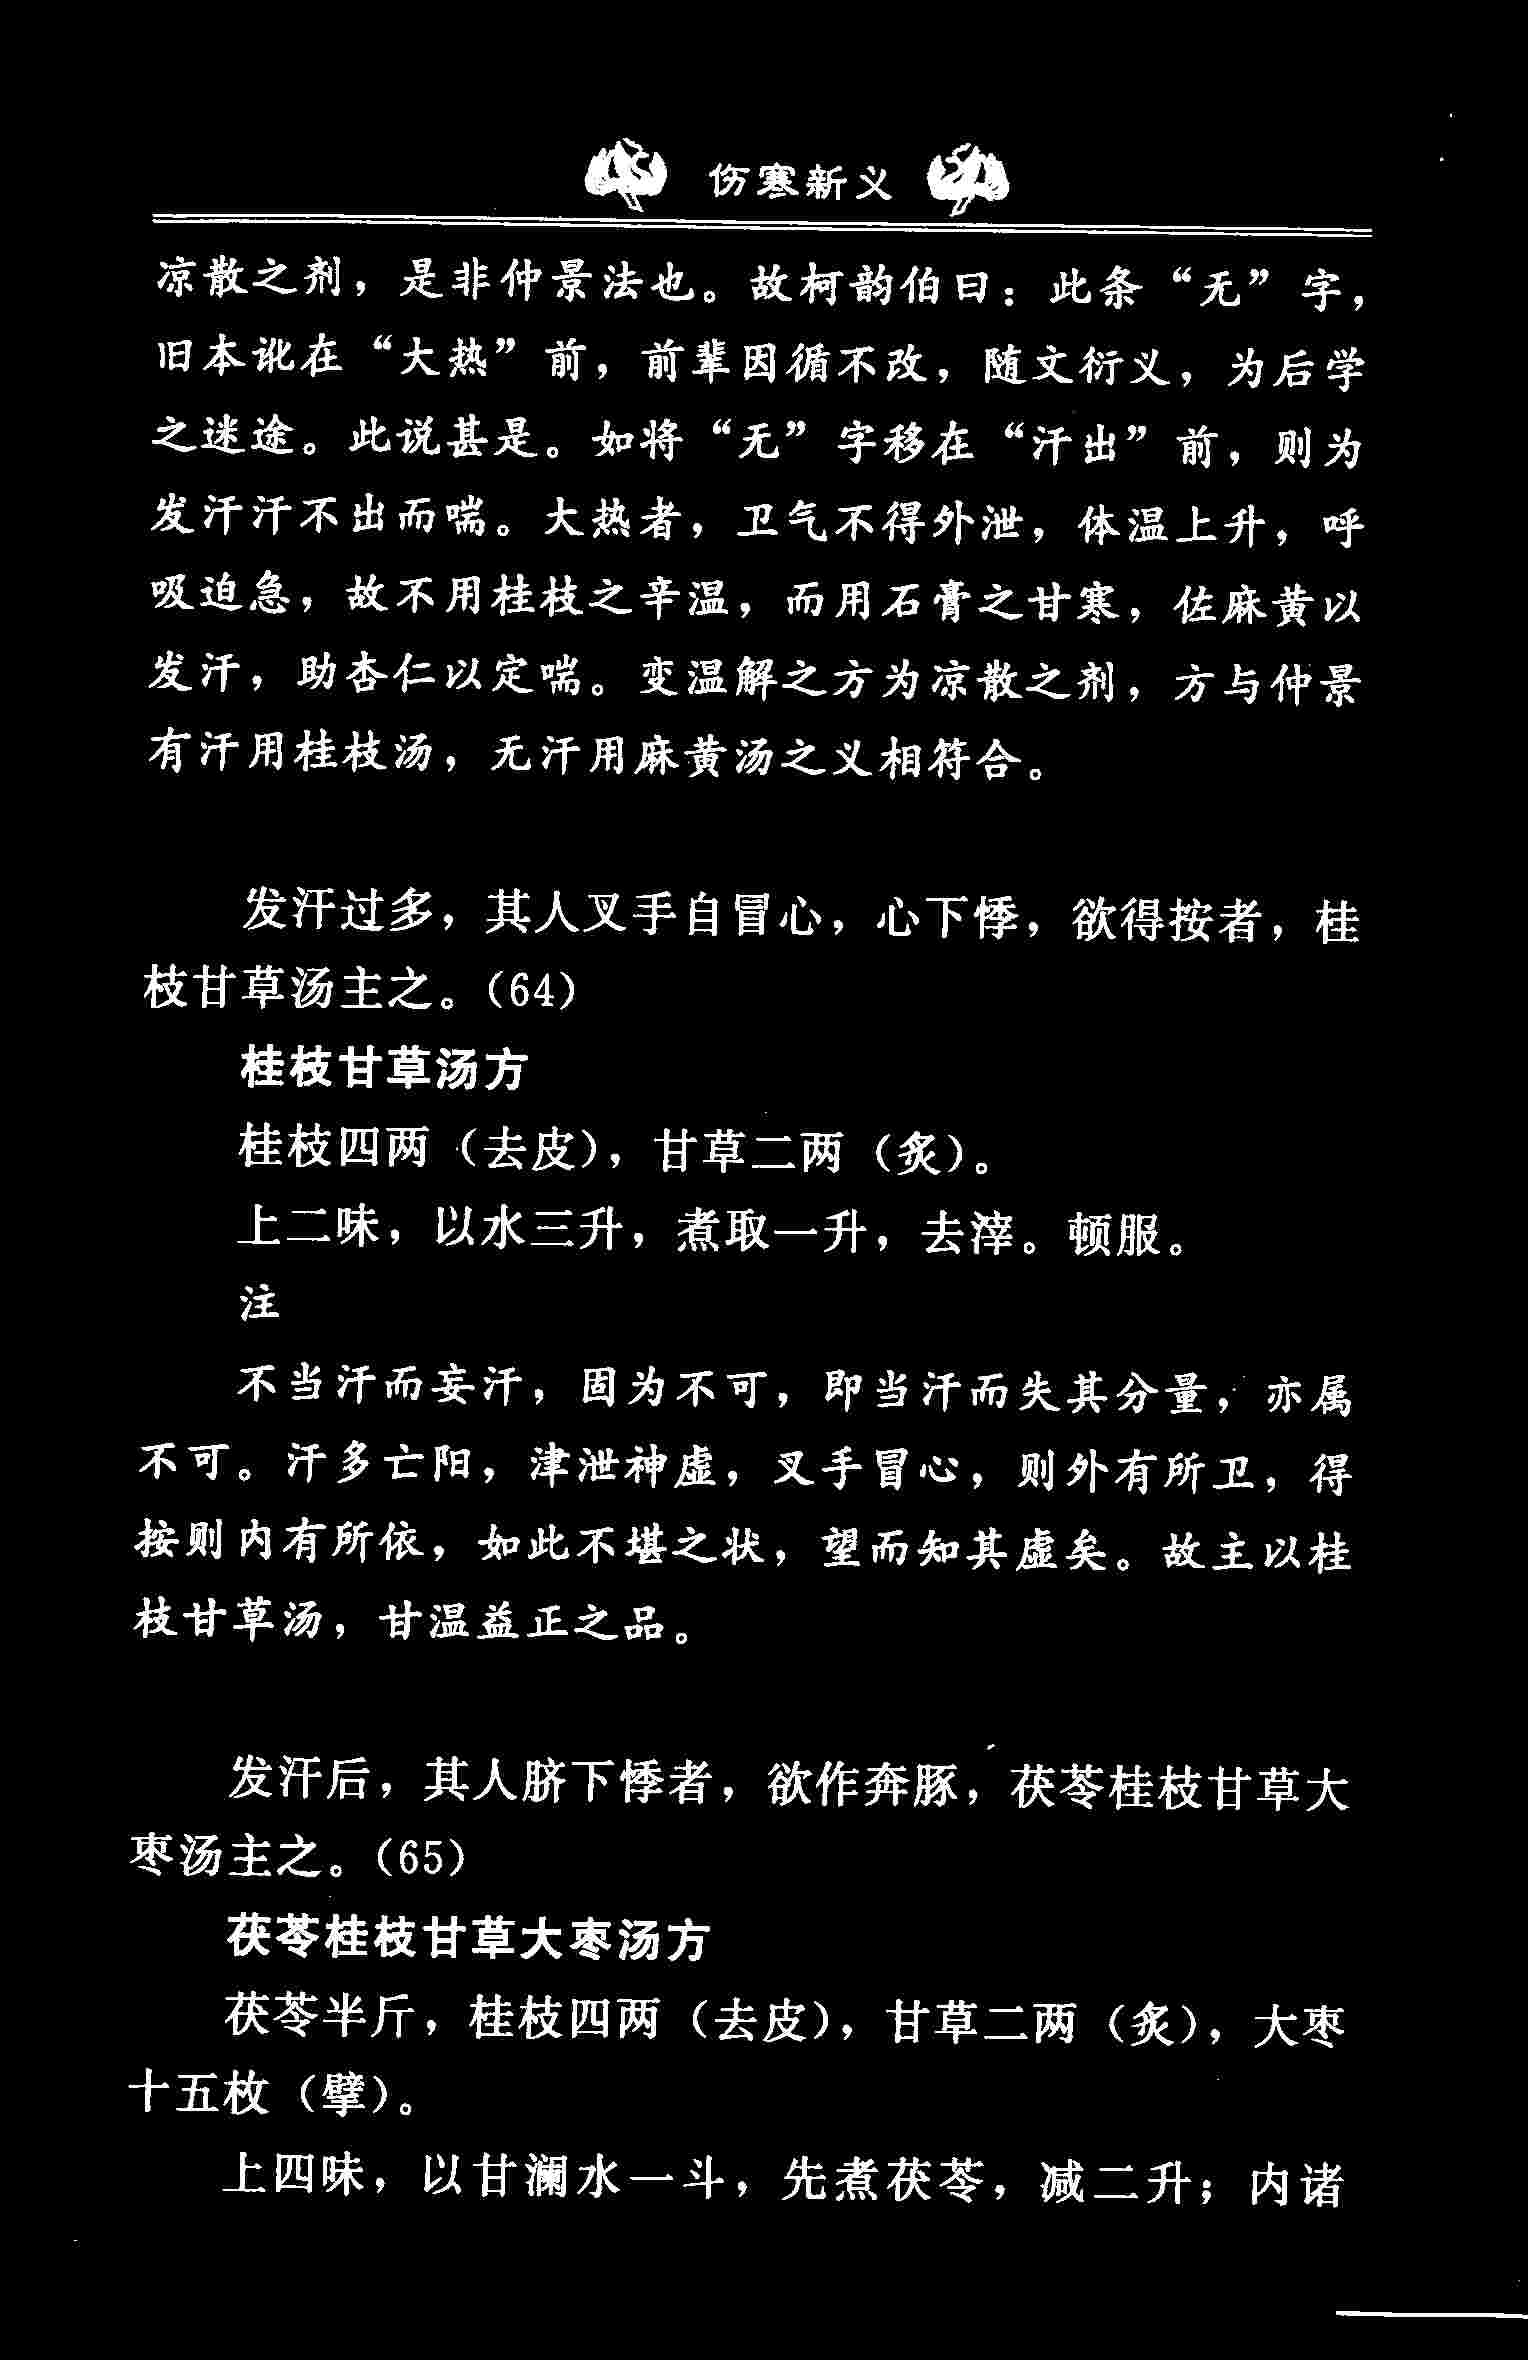 伤寒新义
凉散之剂，是非仲景法也。故柯韵伯曰：此条“无”字，
旧本讹在“大热”前，前辈因循不改，随文衍义，为后学
之迷途。此说甚是。如将“无”字移在“汗出”前，则为
发汗汗不出而喘。大热者，卫气不得外泄，体温上升，呼
吸迫急，故不用桂枝之辛温，而用石膏之甘寒，佐麻黄以
发汗，助杏仁以定喘。变温解之方为凉散之剂，方与仲景
有汗用桂枝汤，无汗用麻黄汤之义相符合。
发汗过多，其人叉手自冒心，心下悸，欲得按者，桂
枝甘草汤主之。（64）
桂枝甘草汤方
桂枝四两（去皮），甘草二两（炙）。
上二味，以水三升，煮取一升，去滓。顿服。
注
不当汗而妄汗，固为不可，即当汗而失其分量，亦属
不可。汗多亡阳，津泄神虚，叉手冒心，则外有所卫，得
按则内有所依，如此不堪之状，望而知其虚矣。故主以桂
枝甘草汤，甘温益正之品。
发汗后，其人脐下悸者，欲作奔豚，茯苓桂枝甘草大
枣汤主之。（65）
茯苓桂枝甘草大枣汤方
茯苓半斤，桂枝四两（去皮），甘草二两（炙），大枣
十五枚（擘）。
上四味，以甘澜水一斗，先煮茯苓，减二升；内诸